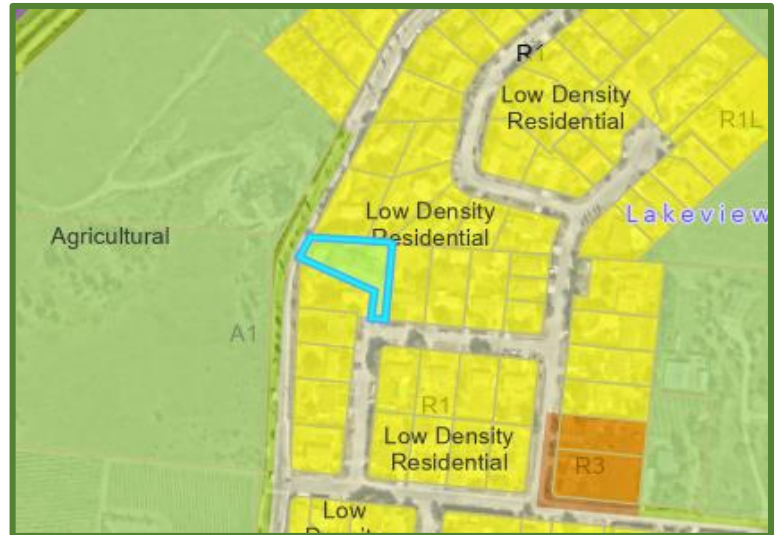 R1
Low Density
Residential
R1L
Low Density
Residential
Lakeview
Agricultural
A1
R1
Low Density
Residential
R3
Low